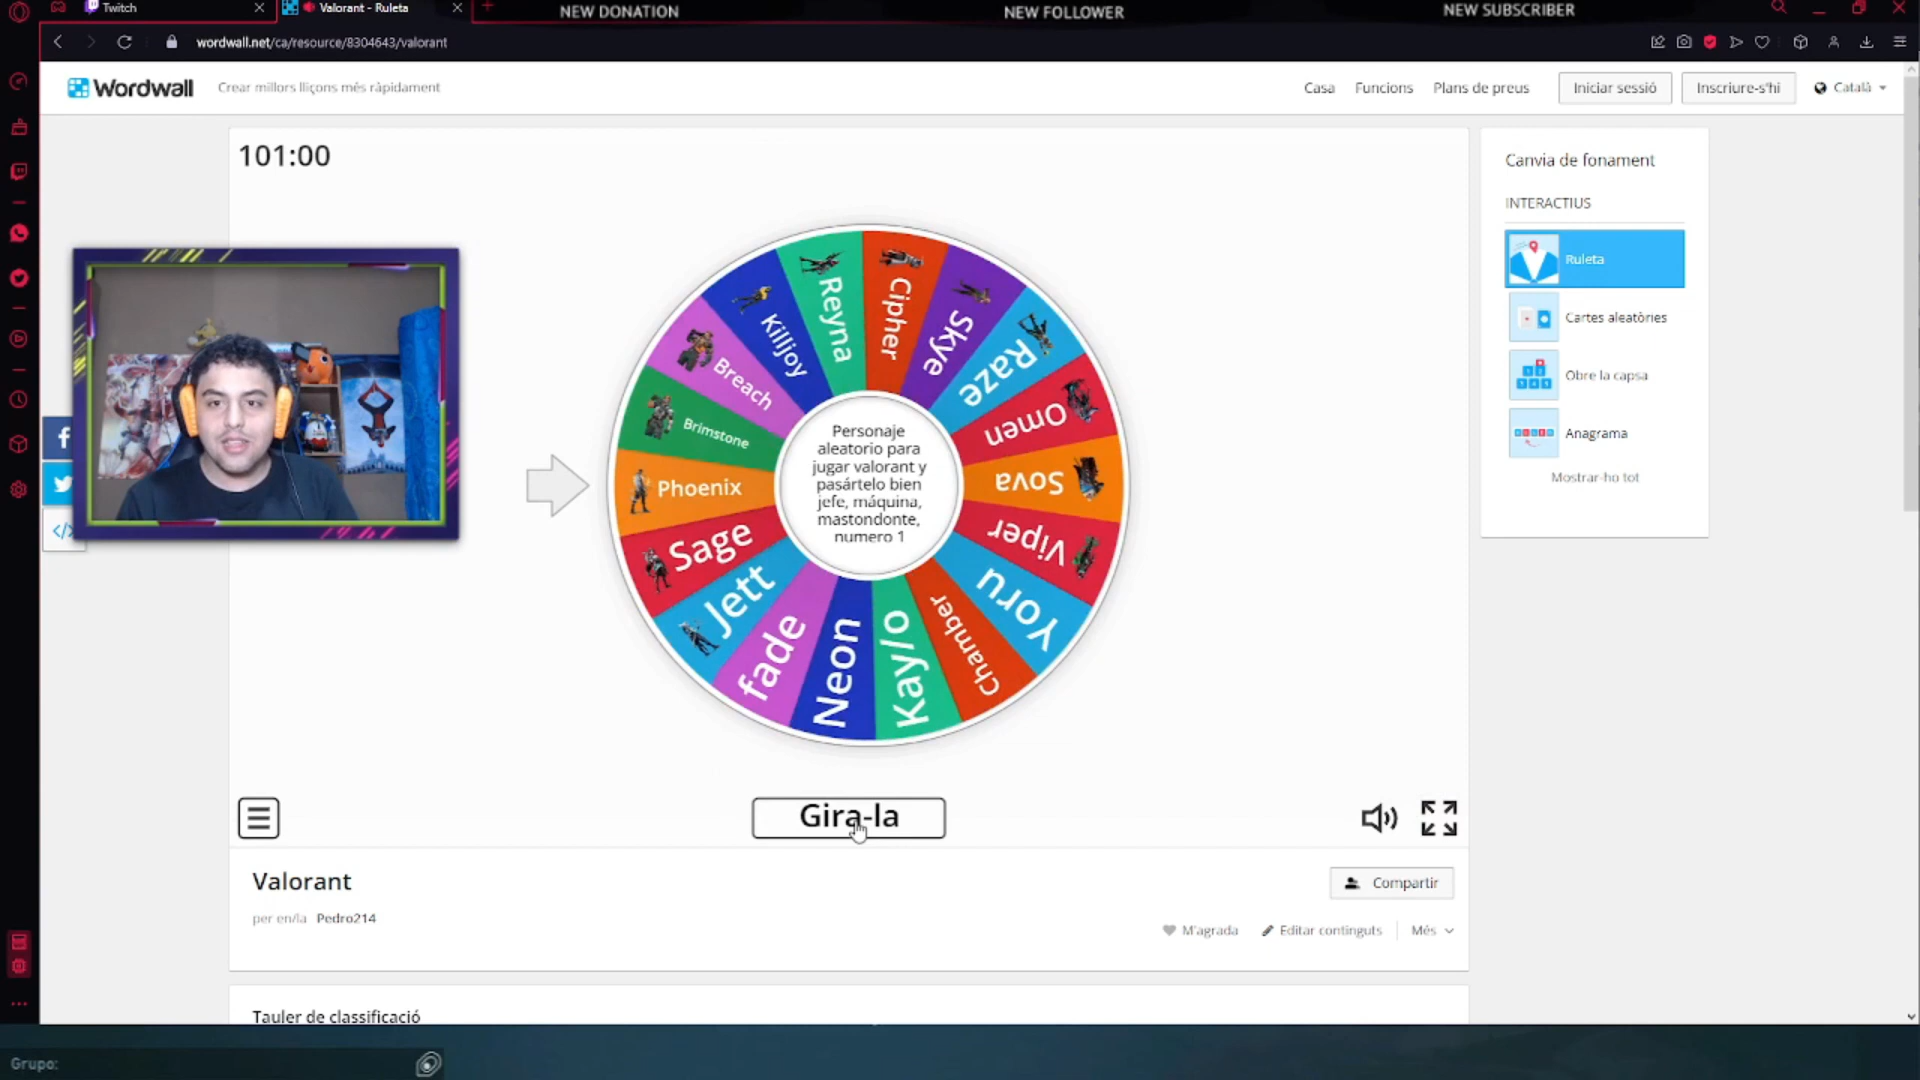 Twitch
Valorant - Ruleta
NEW DONATION
NEW FOLLOWER
NEW SUBSCRIBER
wordwall.net/ca/resource/8304643/valorant
Wordwall
Crear millors lliçons més ràpidament
Casa
Funcions
Plans de preus
Iniciar sessió
Inscriure-s'hi
Català
101:00
Reyna
Cipher
Skye
Raze
Omen
Sova
Viper
Yoru
Chamber
Kay/o
Neon
fade
Jett
Sage
Phoenix
Brimstone
Breach
Killjoy
Personaje
aleatorio para
jugar valorant y
pasártelo bien
jefe, máquina,
mastondonte,
numero 1
Gira-la
Canvia de fonament
INTERACTIUS
Ruleta
Cartes aleatòries
Obre la capsa
Anagrama
Mostrar-ho tot
Valorant
per en/la Pedro214
Compartir
M'agrada
Editar continguts
Més
Tauler de classificació
Grupo: